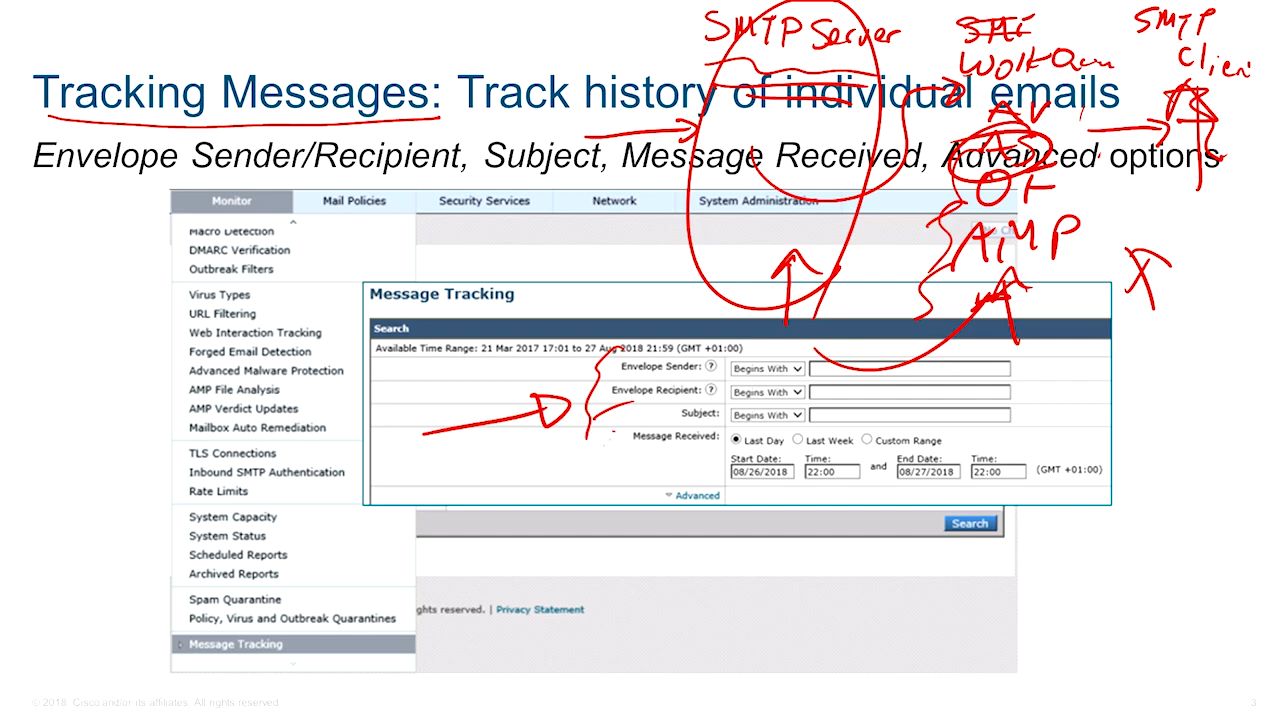 SMTP Server
SMTP
Tracking Messages: Track history of individual emails
Envelope Sender/Recipient, Subject, Message Received, Advanced options
AV
AS
OF
AMP
Monitor
Mail Policies
Security Services
Network
System Administration
Macro Detection
DMARC Verification
Outbreak Filters
Virus Types
URL Filtering
Web Interaction Tracking
Forged Email Detection
Advanced Malware Protection
AMP File Analysis
AMP Verdict Updates
Mailbox Auto Remediation
TLS Connections
Inbound SMTP Authentication
Rate Limits
System Capacity
System Status
Scheduled Reports
Archived Reports
Spam Quarantine
Policy, Virus and Outbreak Quarantines
Message Tracking
Message Tracking
Search
Available Time Range: 21 Mar 2017 17:01 to 27 Aug 2018 21:59 (GMT +01:00)
Envelope Sender: ? Begins With
Envelope Recipient: ? Begins With
Subject: Begins With
Message Received: Last Day Last Week Custom Range
Start Date: Time: End Date: Time:
08/26/2018 22:00 and 08/27/2018 22:00 (GMT +01:00)
Advanced
Search
ghts reserved. | Privacy Statement
© 2018 Cisco and/or its affiliates. All rights reserved
3